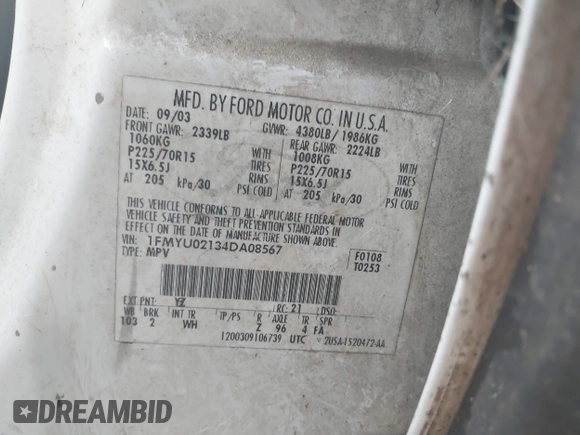 MFD. BY FORD MOTOR CO. IN U.S.A.
DATE: 09/03 GVWR: 4380LB/1986KG
FRONT GAWR: 2339LB REAR GAWR: 2224LB
1060KG WITH 1008KG WITH
P225/70R15 TIRES P225/70R15 TIRES
15X6.5J RIMS 15X6.5J RIMS
AT 205 kPa/30 PSI COLD AT 205 kPa/30 PSI COLD
THIS VEHICLE CONFORMS TO ALL APPLICABLE FEDERAL MOTOR
VEHICLE SAFETY AND THEFT PREVENTION STANDARDS IN
EFFECT ON THE DATE OF MANUFACTURE SHOWN ABOVE.
VIN: 1FMYU02134DA08567 F0108
TYPE: MPV T0253
EXT PNT: YZ RC: 21 DSO:
WB BRK INT TR TP/PS R AXLE TR SPR
103 2 WH Z 96 4 FA
1200309106739 UTC 2U5A-1520472-AA
DREAMBID